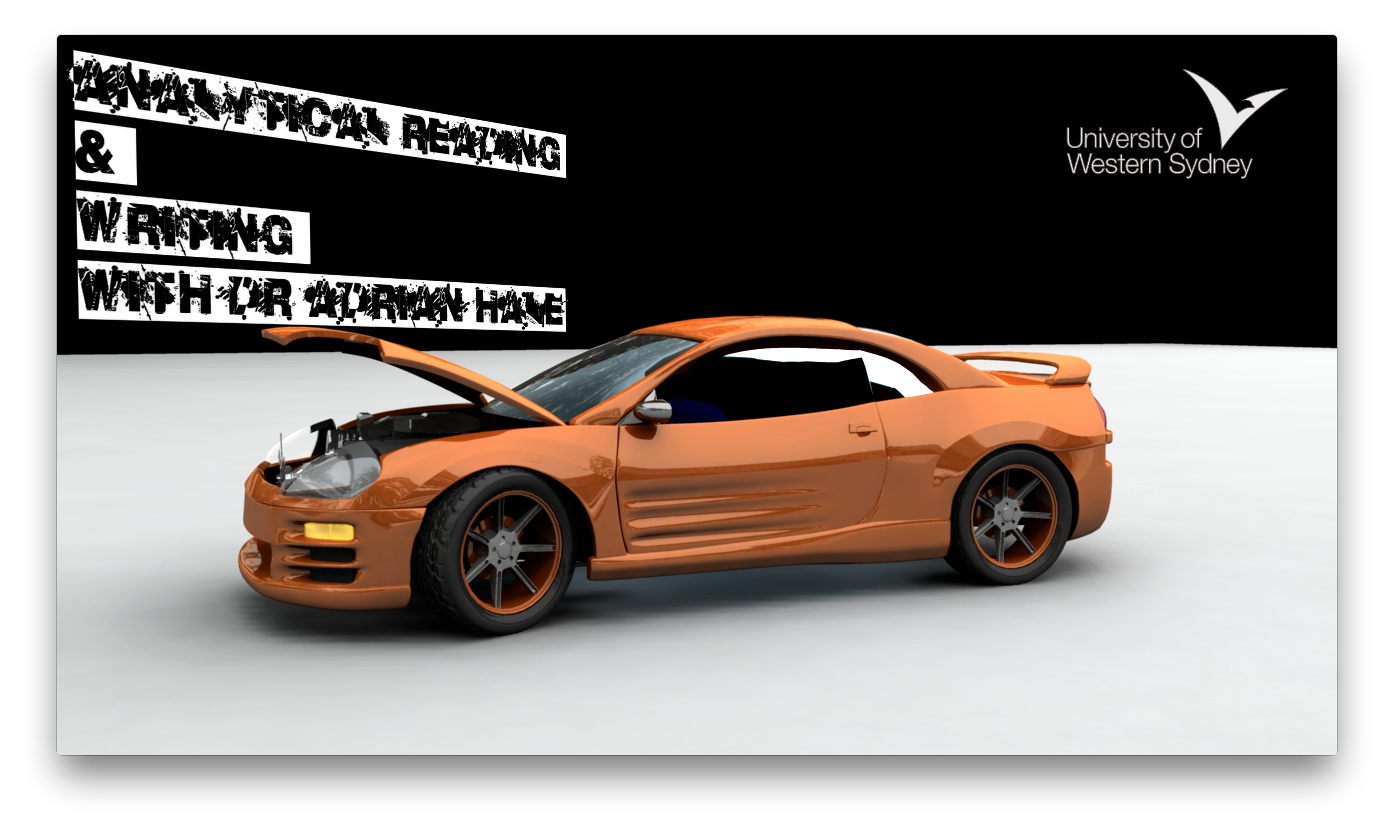 ANALYTICAL READING
&
WRITING
WITH DR ADRIAN HALE
University of
Western Sydney